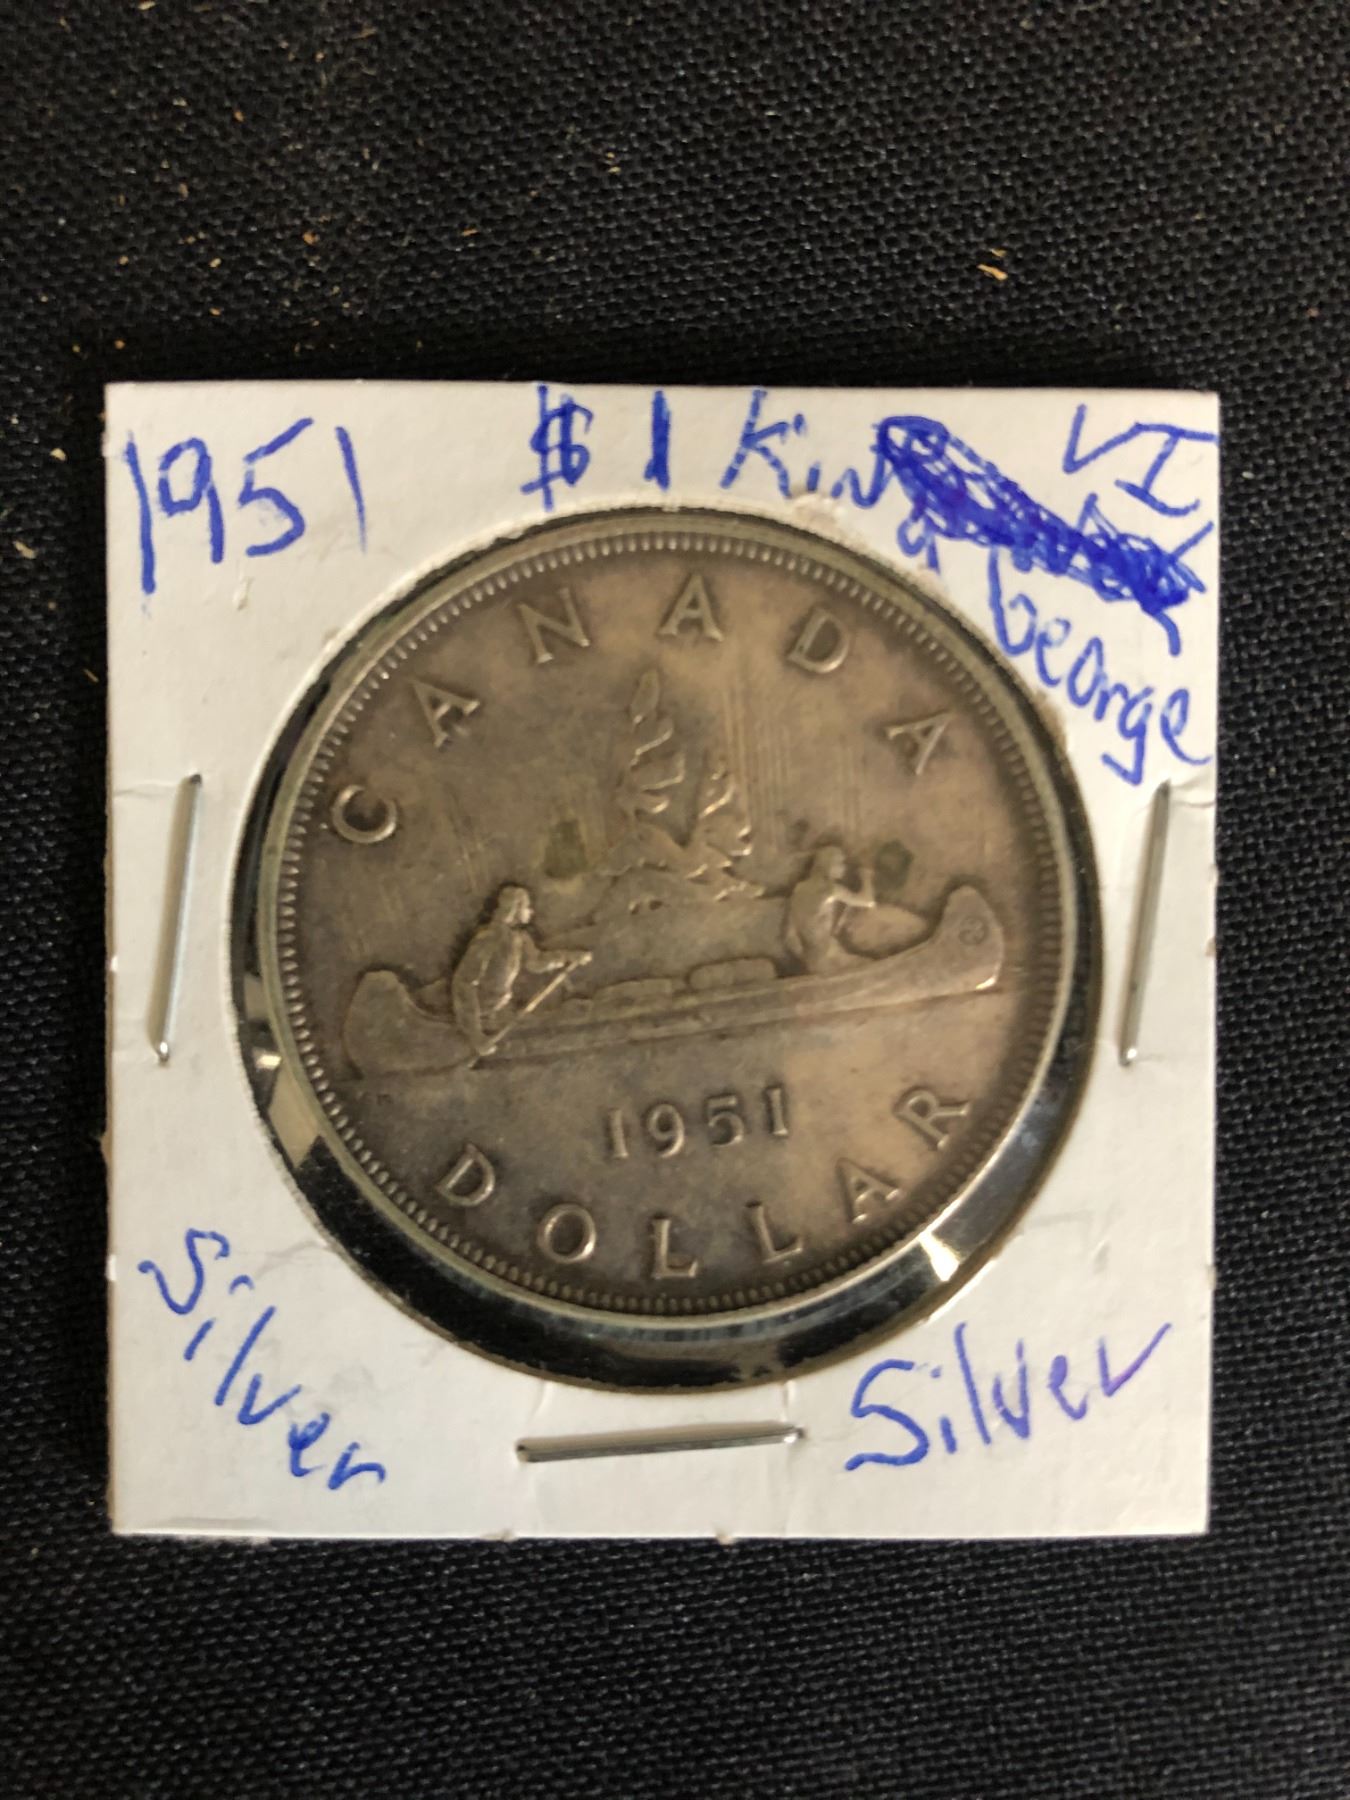 1951 $1 King VI
George
CANADA
1951
DOLLAR
Silver Silver